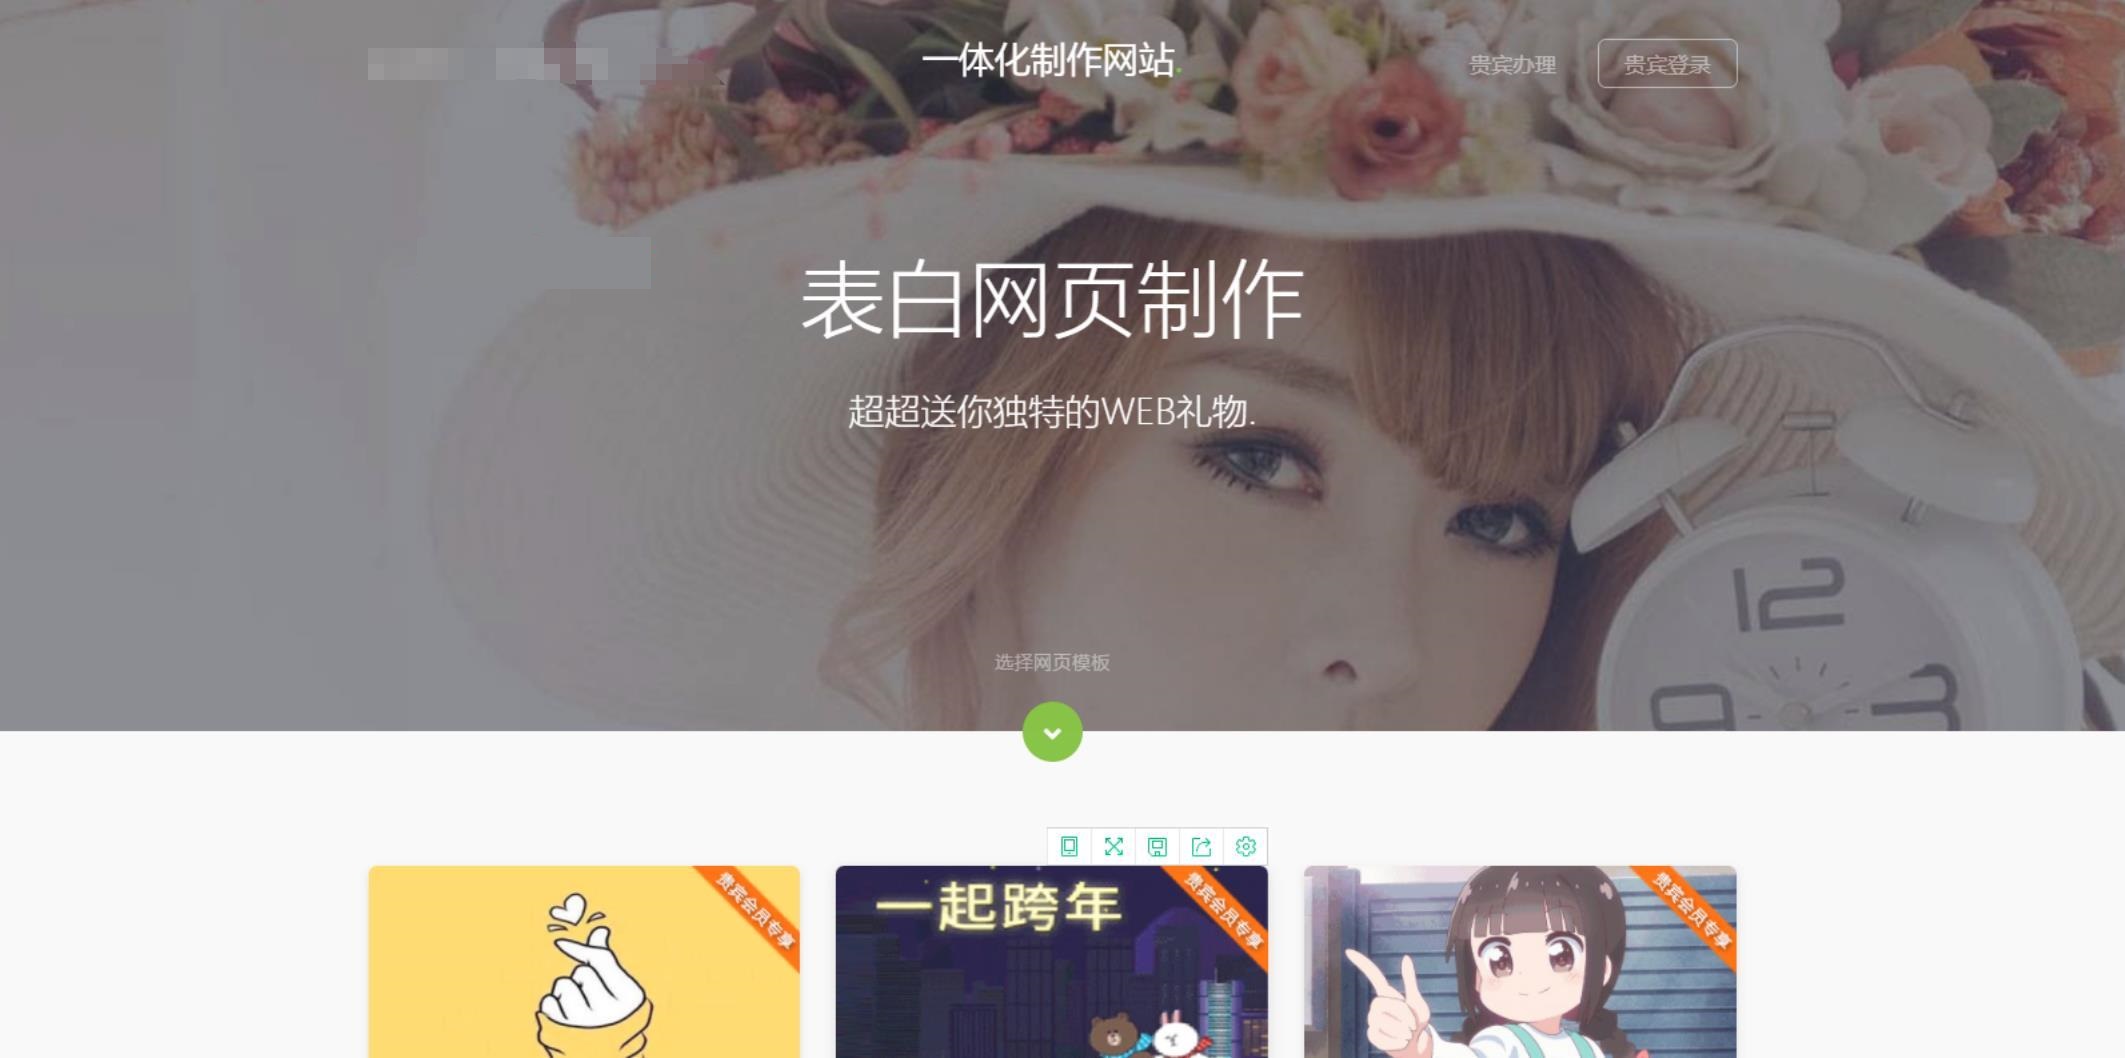 一体化制作网站.
贵宾办理
贵宾登录
表白网页制作
超超送你独特的WEB礼物.
12
3
选择网页模板
贵宾会员专享
一起跨年
贵宾会员专享
贵宾会员专享